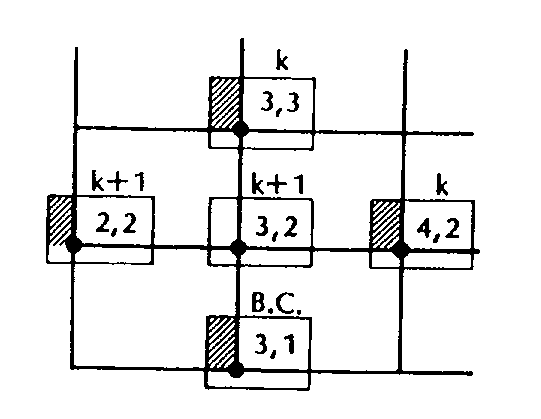 k
3,3
k+1
k+1
k
2,2
3,2
4,2
B.C.
3,1